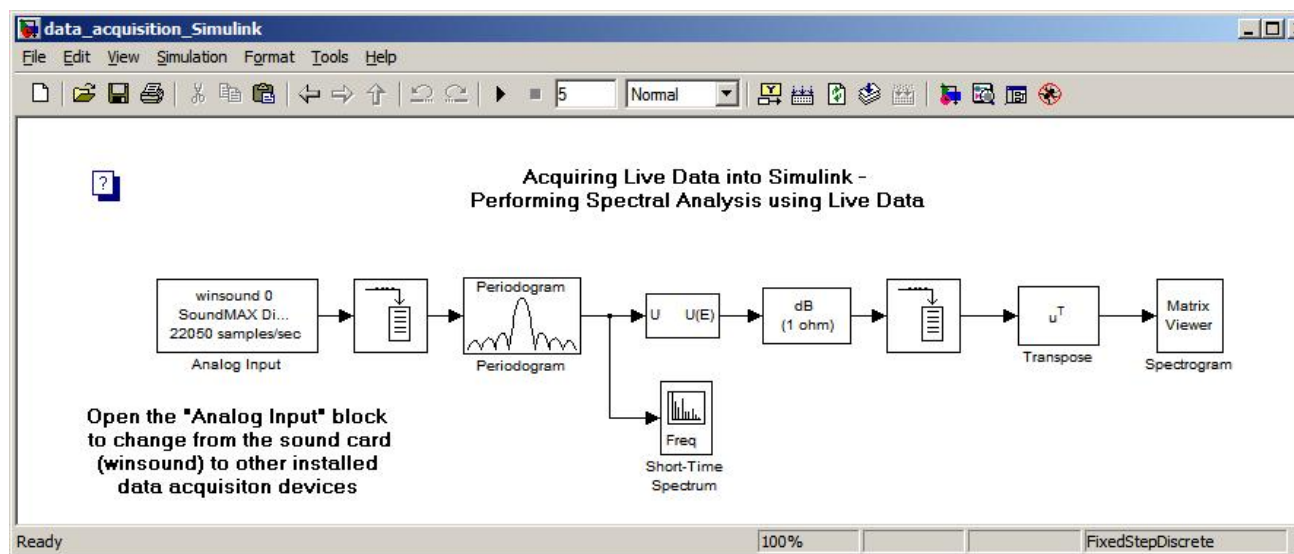 data_acquisition_Simulink
File Edit View Simulation Format Tools Help
5 Normal
?
Acquiring Live Data into Simulink -
Performing Spectral Analysis using Live Data
winsound 0
SoundMAX Di...
22050 samples/sec
Analog Input
Periodogram
Periodogram
U U(E)
dB
(1 ohm)
uT
Transpose
Matrix
Viewer
Spectrogram
Freq
Short-Time
Spectrum
Open the "Analog Input" block
to change from the sound card
(winsound) to other installed
data acquisiton devices
Ready 100% FixedStepDiscrete